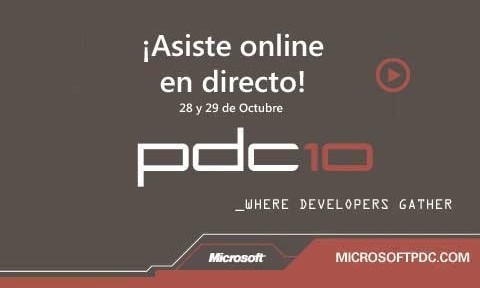 ¡Asiste online
en directo!
28 y 29 de Octubre
pdc10
_WHERE DEVELOPERS GATHER
Microsoft
MICROSOFTPDC.COM